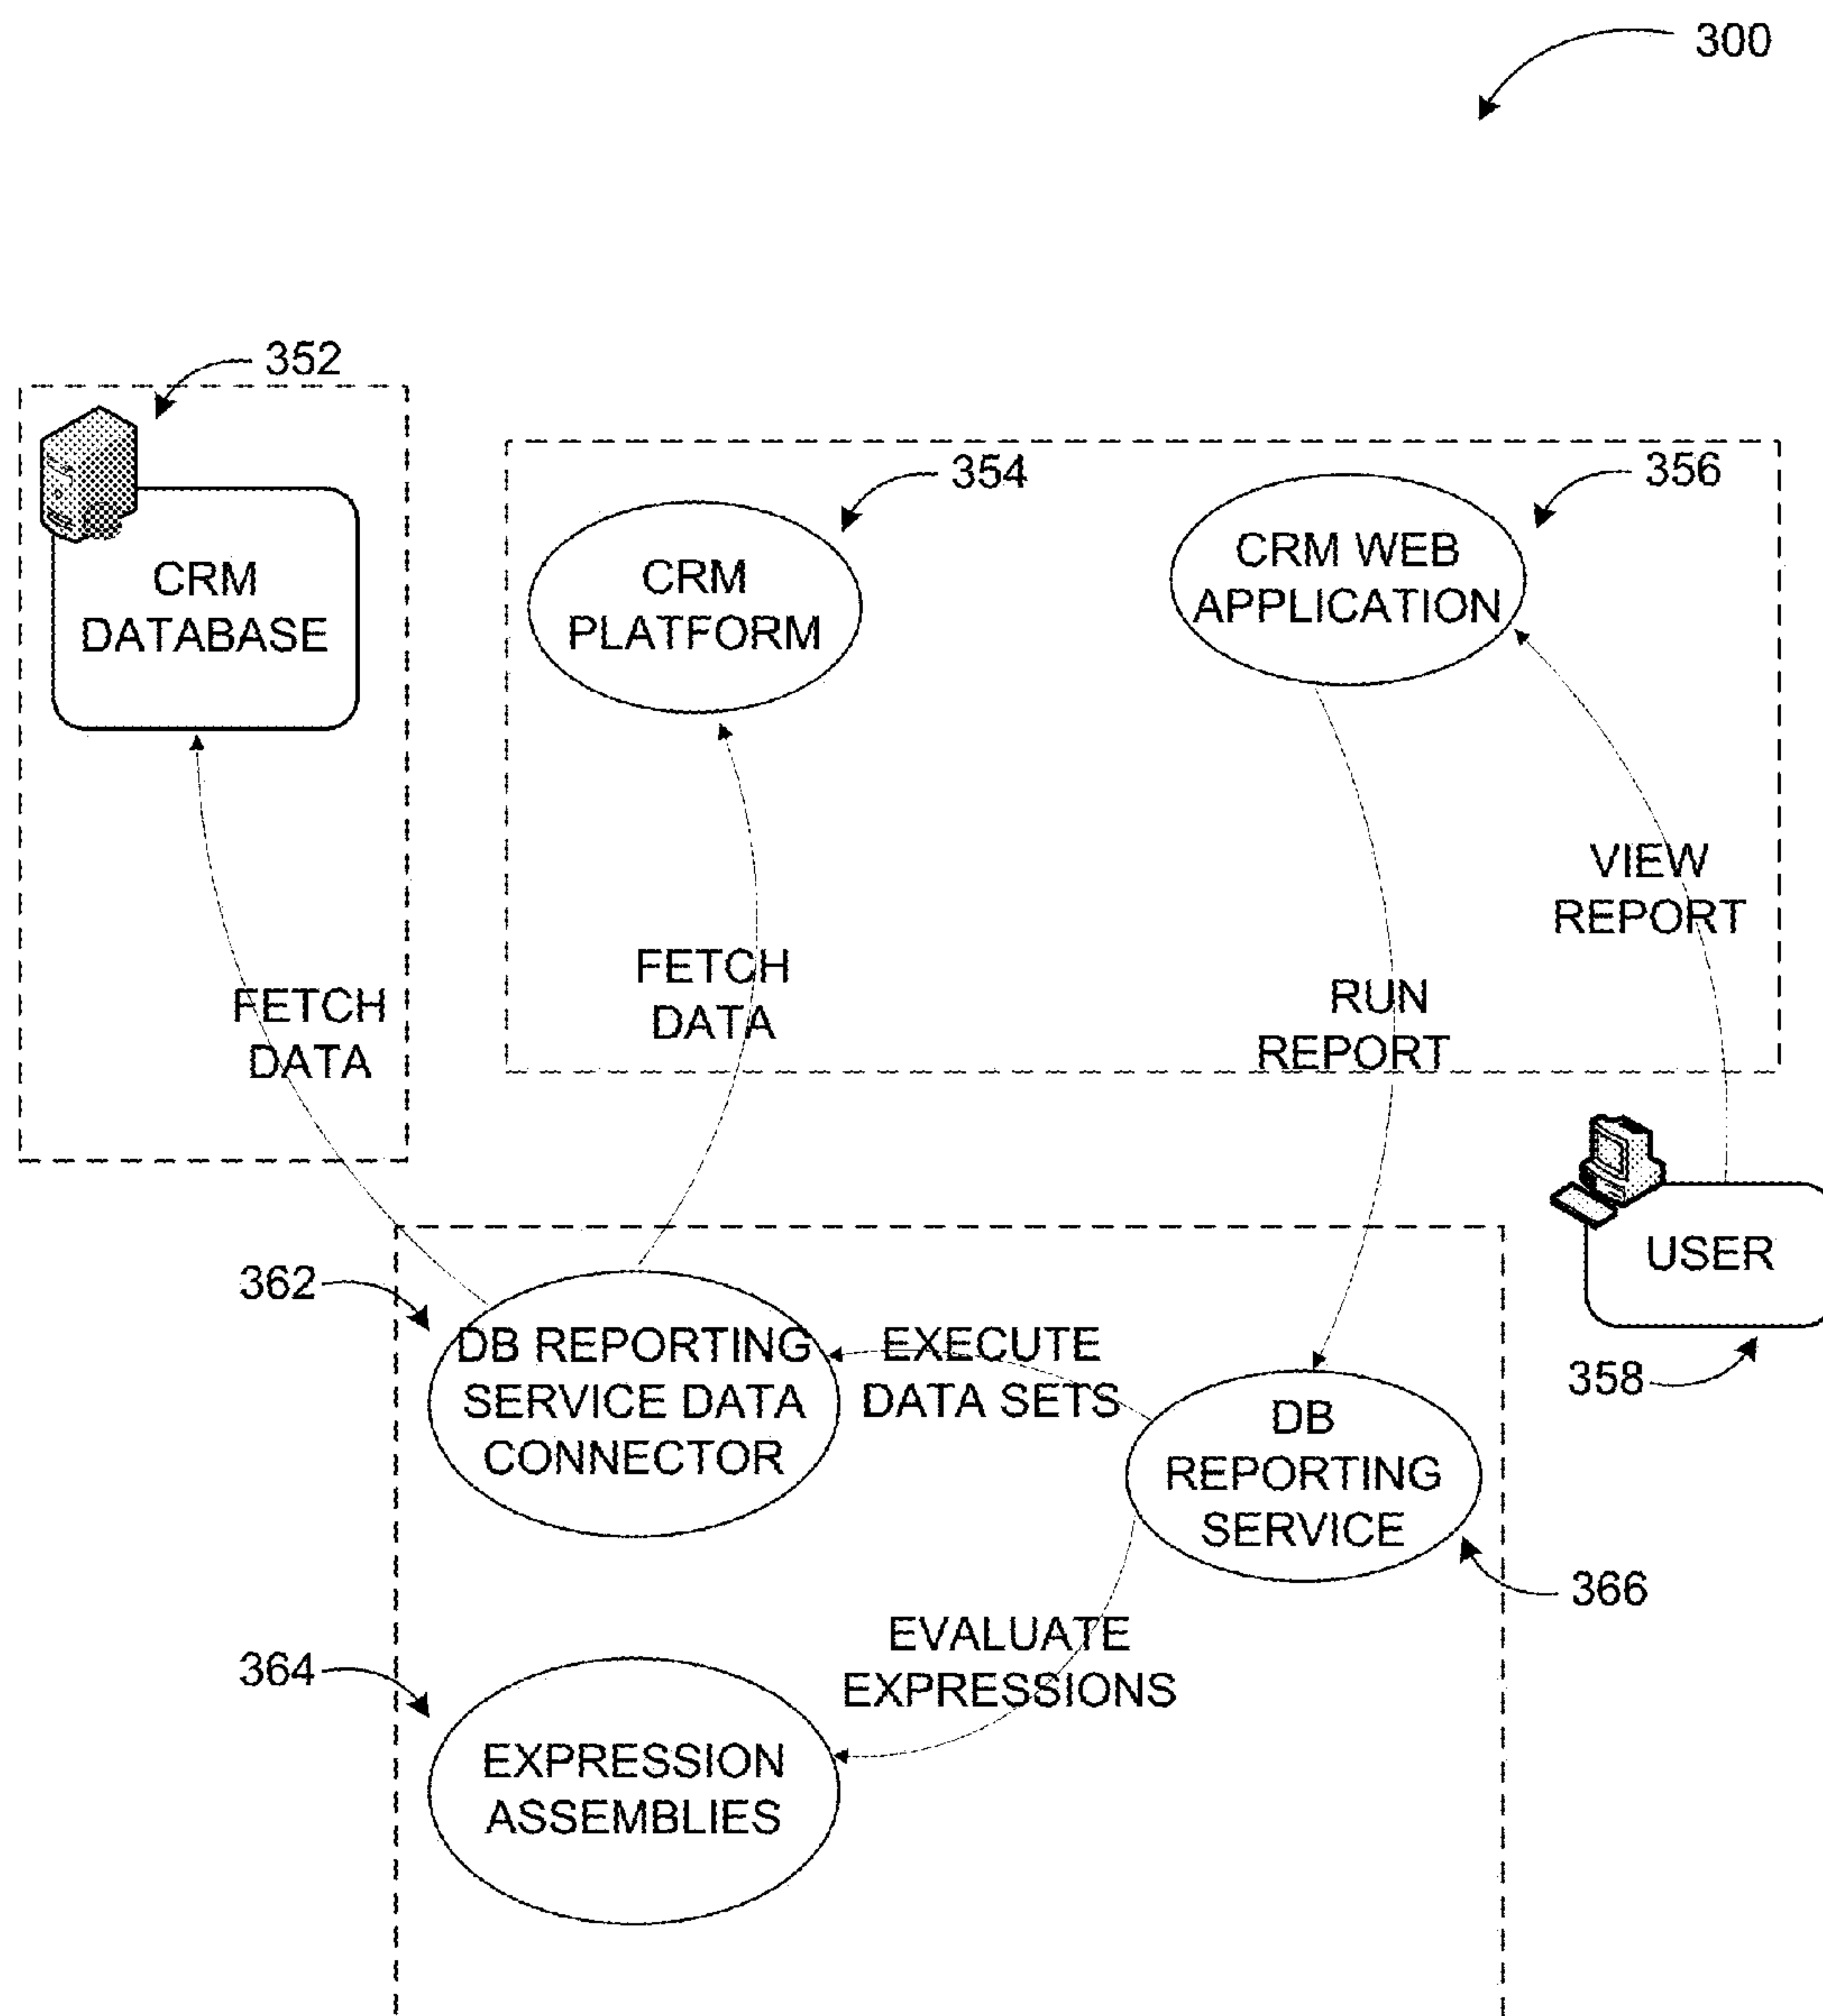 300
352
354
356
CRM
DATABASE
CRM
PLATFORM
CRM WEB
APPLICATION
VIEW
REPORT
FETCH
DATA
FETCH
DATA
RUN
REPORT
USER
358
362
DB REPORTING
SERVICE DATA
CONNECTOR
EXECUTE
DATA SETS
DB
REPORTING
SERVICE
366
364
EVALUATE
EXPRESSIONS
EXPRESSION
ASSEMBLIES